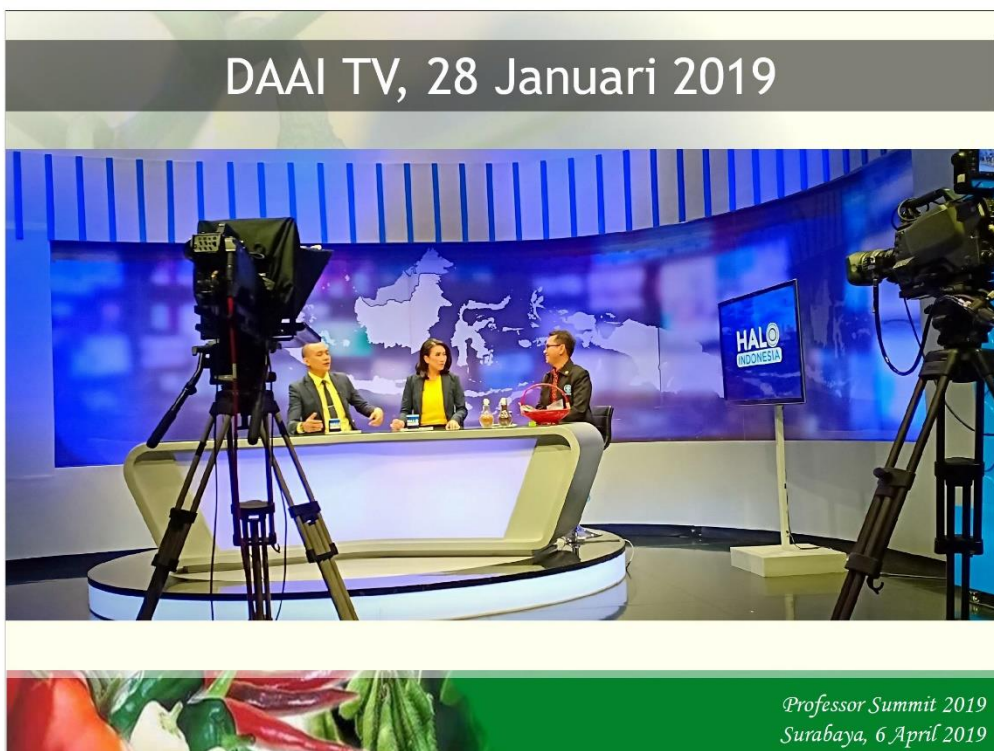 DAAI TV, 28 Januari 2019
HALO
INDONESIA
Professor Summit 2019
Surabaya, 6 April 2019